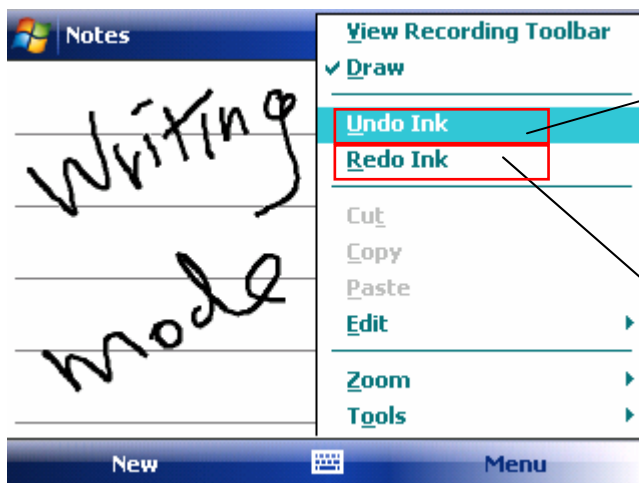 Notes
Writing
mode
View Recording Toolbar
Draw
Undo Ink
Redo Ink
Cut
Copy
Paste
Edit
Zoom
Tools
New
Menu